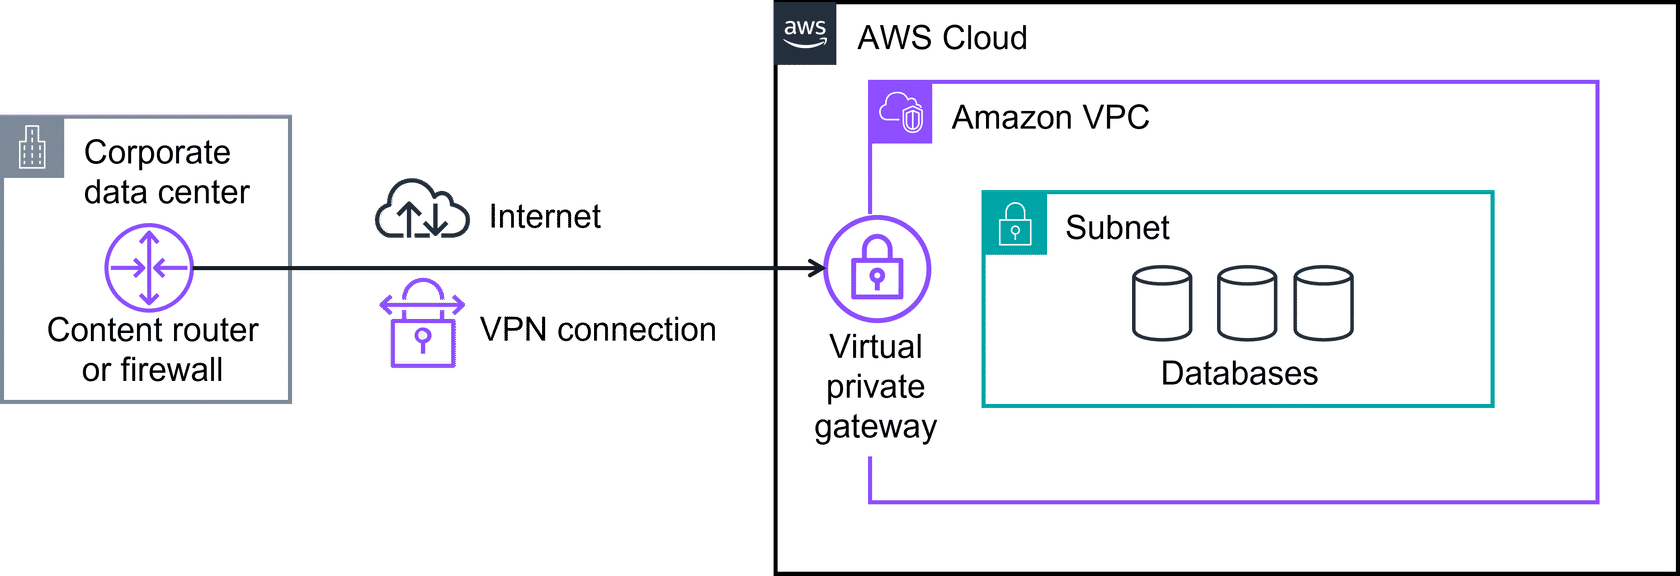 aws
AWS Cloud
Amazon VPC
Corporate
data center
Internet
Subnet
Content router
or firewall
VPN connection
Virtual
private
gateway
Databases